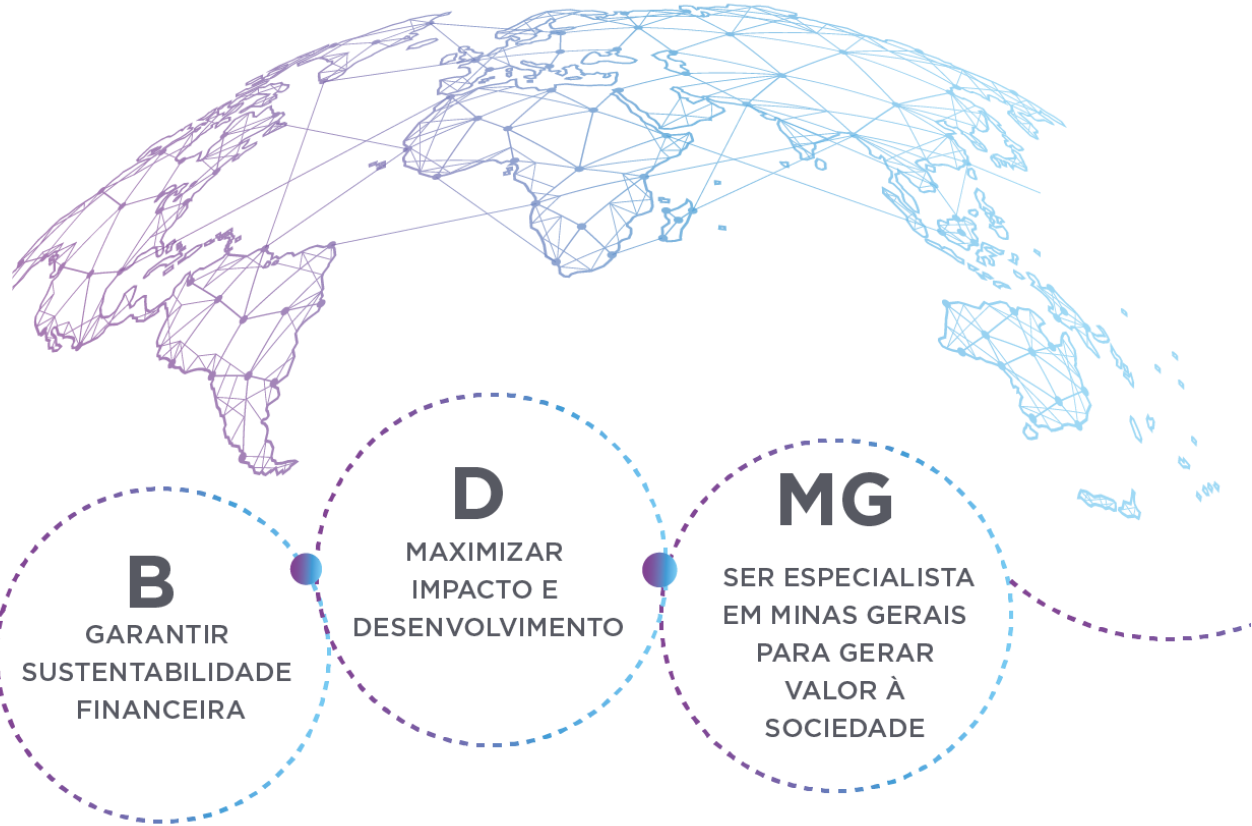 B
GARANTIR
SUSTENTABILIDADE
FINANCEIRA
D
MAXIMIZAR
IMPACTO E
DESENVOLVIMENTO
MG
SER ESPECIALISTA
EM MINAS GERAIS
PARA GERAR
VALOR À
SOCIEDADE